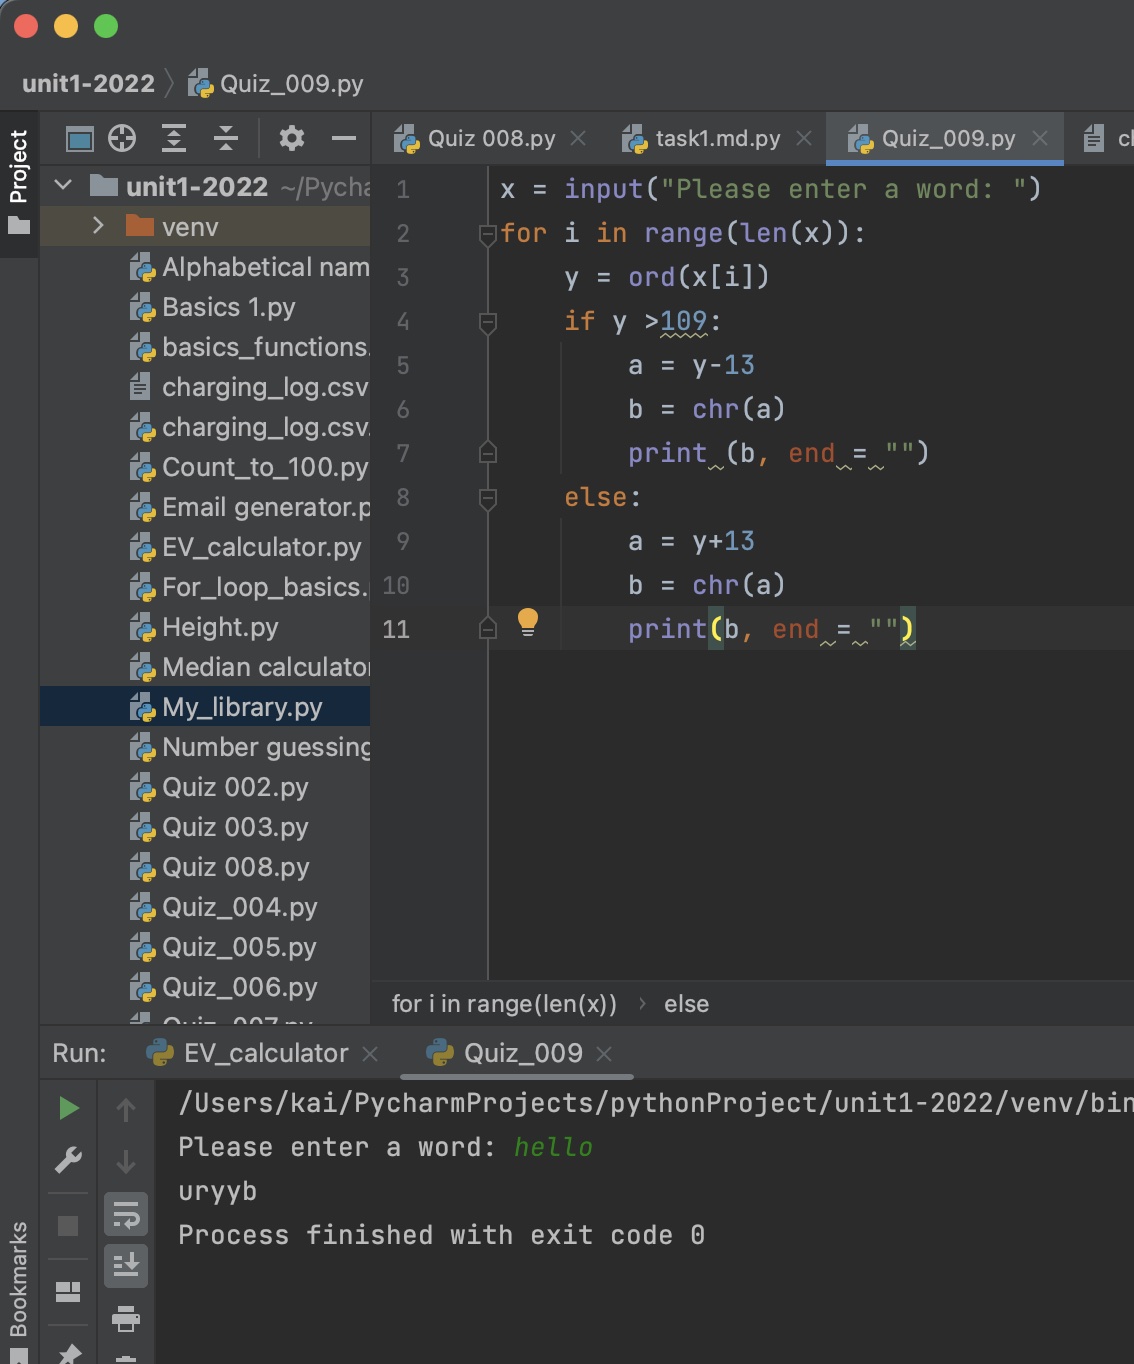 unit1-2022
Quiz_009.py
Project
Quiz 008.py
task1.md.py
Quiz_009.py
unit1-2022 ~/Pycha
venv
Alphabetical nam
Basics 1.py
basics_functions.
charging_log.csv
charging_log.csv.
Count_to_100.py
Email generator.p
EV_calculator.py
For_loop_basics.
Height.py
Median calculator
My_library.py
Number guessing
Quiz 002.py
Quiz 003.py
Quiz 008.py
Quiz_004.py
Quiz_005.py
Quiz_006.py
Quiz_007.py
1 x = input("Please enter a word: ")
2 for i in range(len(x)):
3 y = ord(x[i])
4 if y >109:
5 a = y-13
6 b = chr(a)
7 print (b, end = "")
8 else:
9 a = y+13
10 b = chr(a)
11 print(b, end = "")
for i in range(len(x)) › else
Run: EV_calculator Quiz_009
/Users/kai/PycharmProjects/pythonProject/unit1-2022/venv/bin
Please enter a word: hello
uryyb
Process finished with exit code 0
Bookmarks